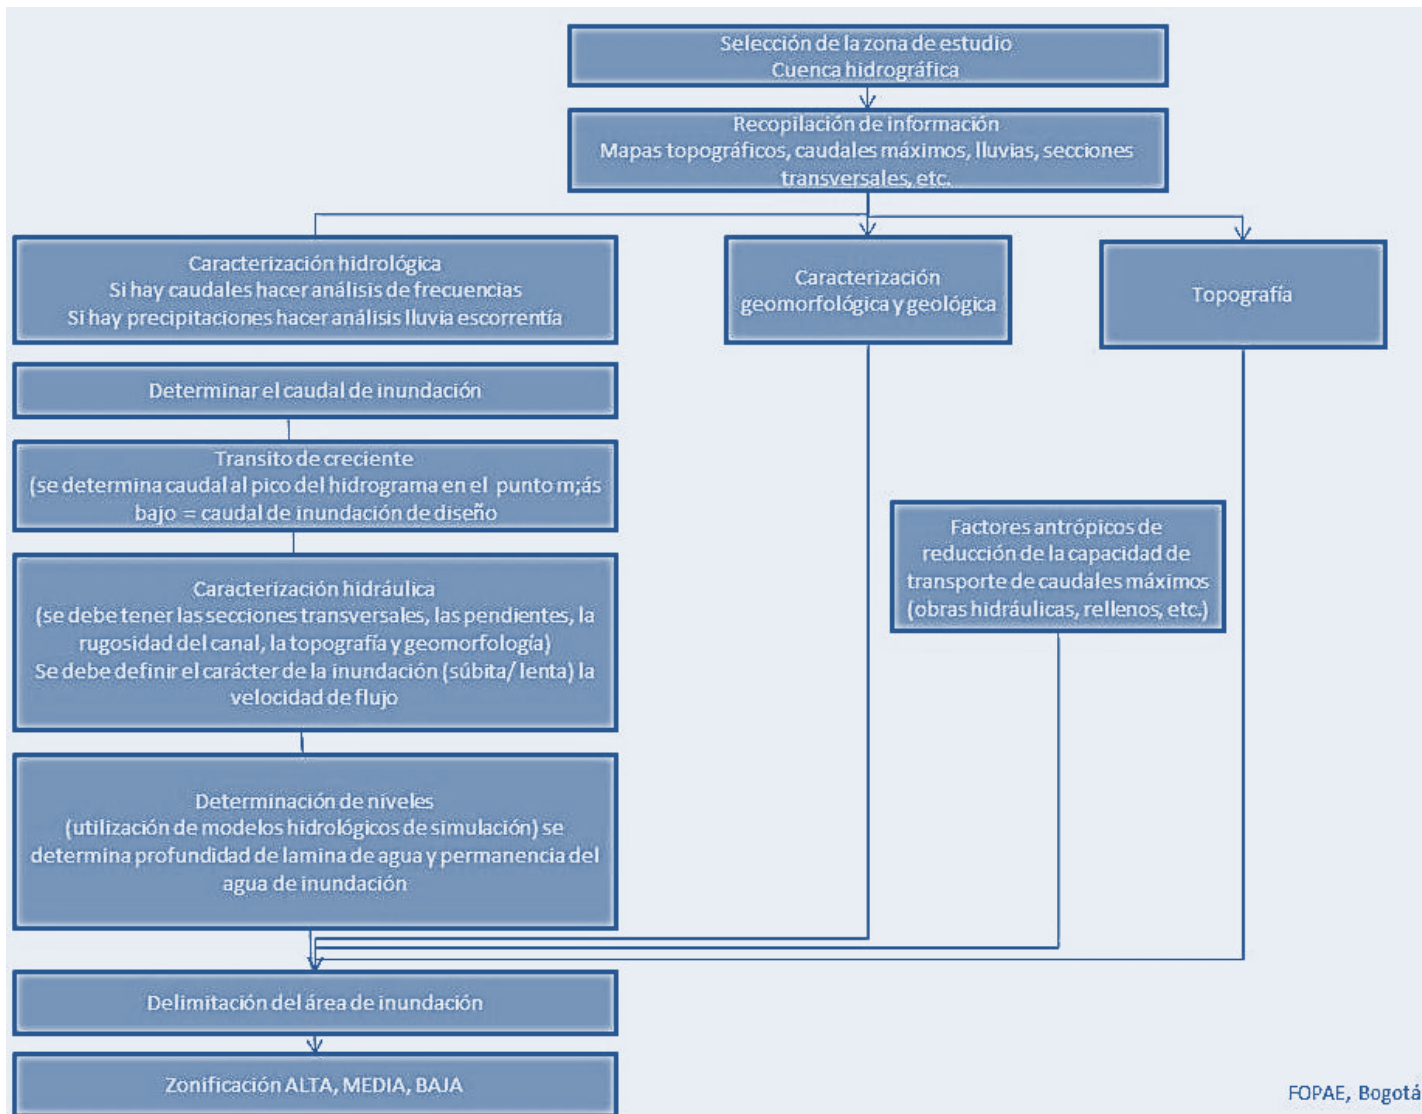 Selección de la zona de estudio
Cuenca hidrográfica
Recopilación de información
Mapas topográficos, caudales máximos, lluvias, secciones
transversales, etc.
Caracterización hidrológica
Si hay caudales hacer análisis de frecuencias
Si hay precipitaciones hacer análisis lluvia escorrentía
Caracterización
geomorfológica y geológica
Topografía
Determinar el caudal de inundación
Transito de creciente
(se determina caudal al pico del hidrograma en el punto m;ás
bajo = caudal de inundación de diseño
Factores antrópicos de
reducción de la capacidad de
transporte de caudales máximos
(obras hidráulicas, rellenos, etc.)
Caracterización hidráulica
(se debe tener las secciones transversales, las pendientes, la
rugosidad del canal, la topografía y geomorfología)
Se debe definir el carácter de la inundación (súbita/ lenta) la
velocidad de flujo
Determinación de niveles
(utilización de modelos hidrológicos de simulación) se
determina profundidad de lamina de agua y permanencia del
agua de inundación
Delimitación del área de inundación
Zonificación ALTA, MEDIA, BAJA
FOPAE, Bogotá